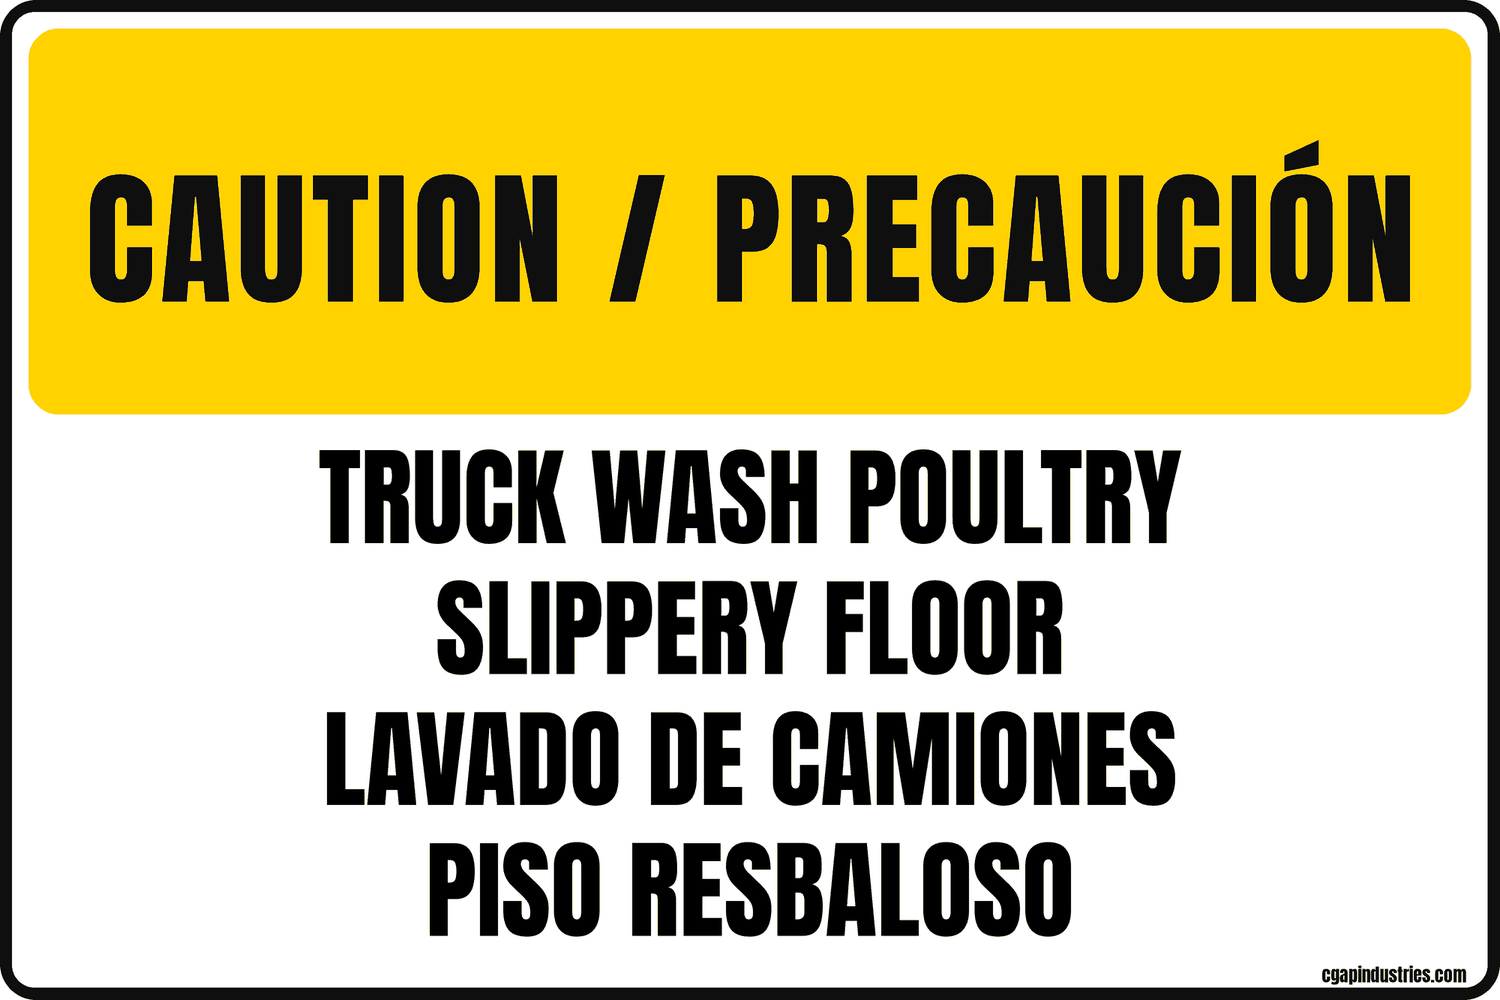 CAUTION / PRECAUCIÓN
TRUCK WASH POULTRY
SLIPPERY FLOOR
LAVADO DE CAMIONES
PISO RESBALOSO
cgapindustries.com